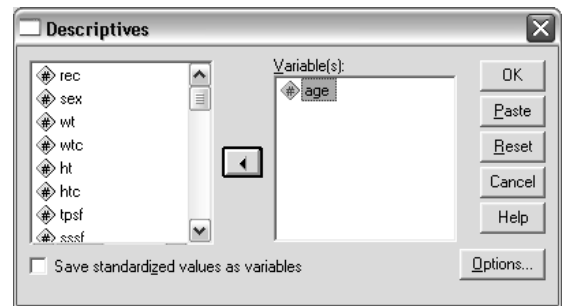 Descriptives
rec
sex
wt
wtc
ht
htc
tpsf
sssf
Variable(s):
age
OK
Paste
Reset
Cancel
Help
Save standardized values as variables
Options...